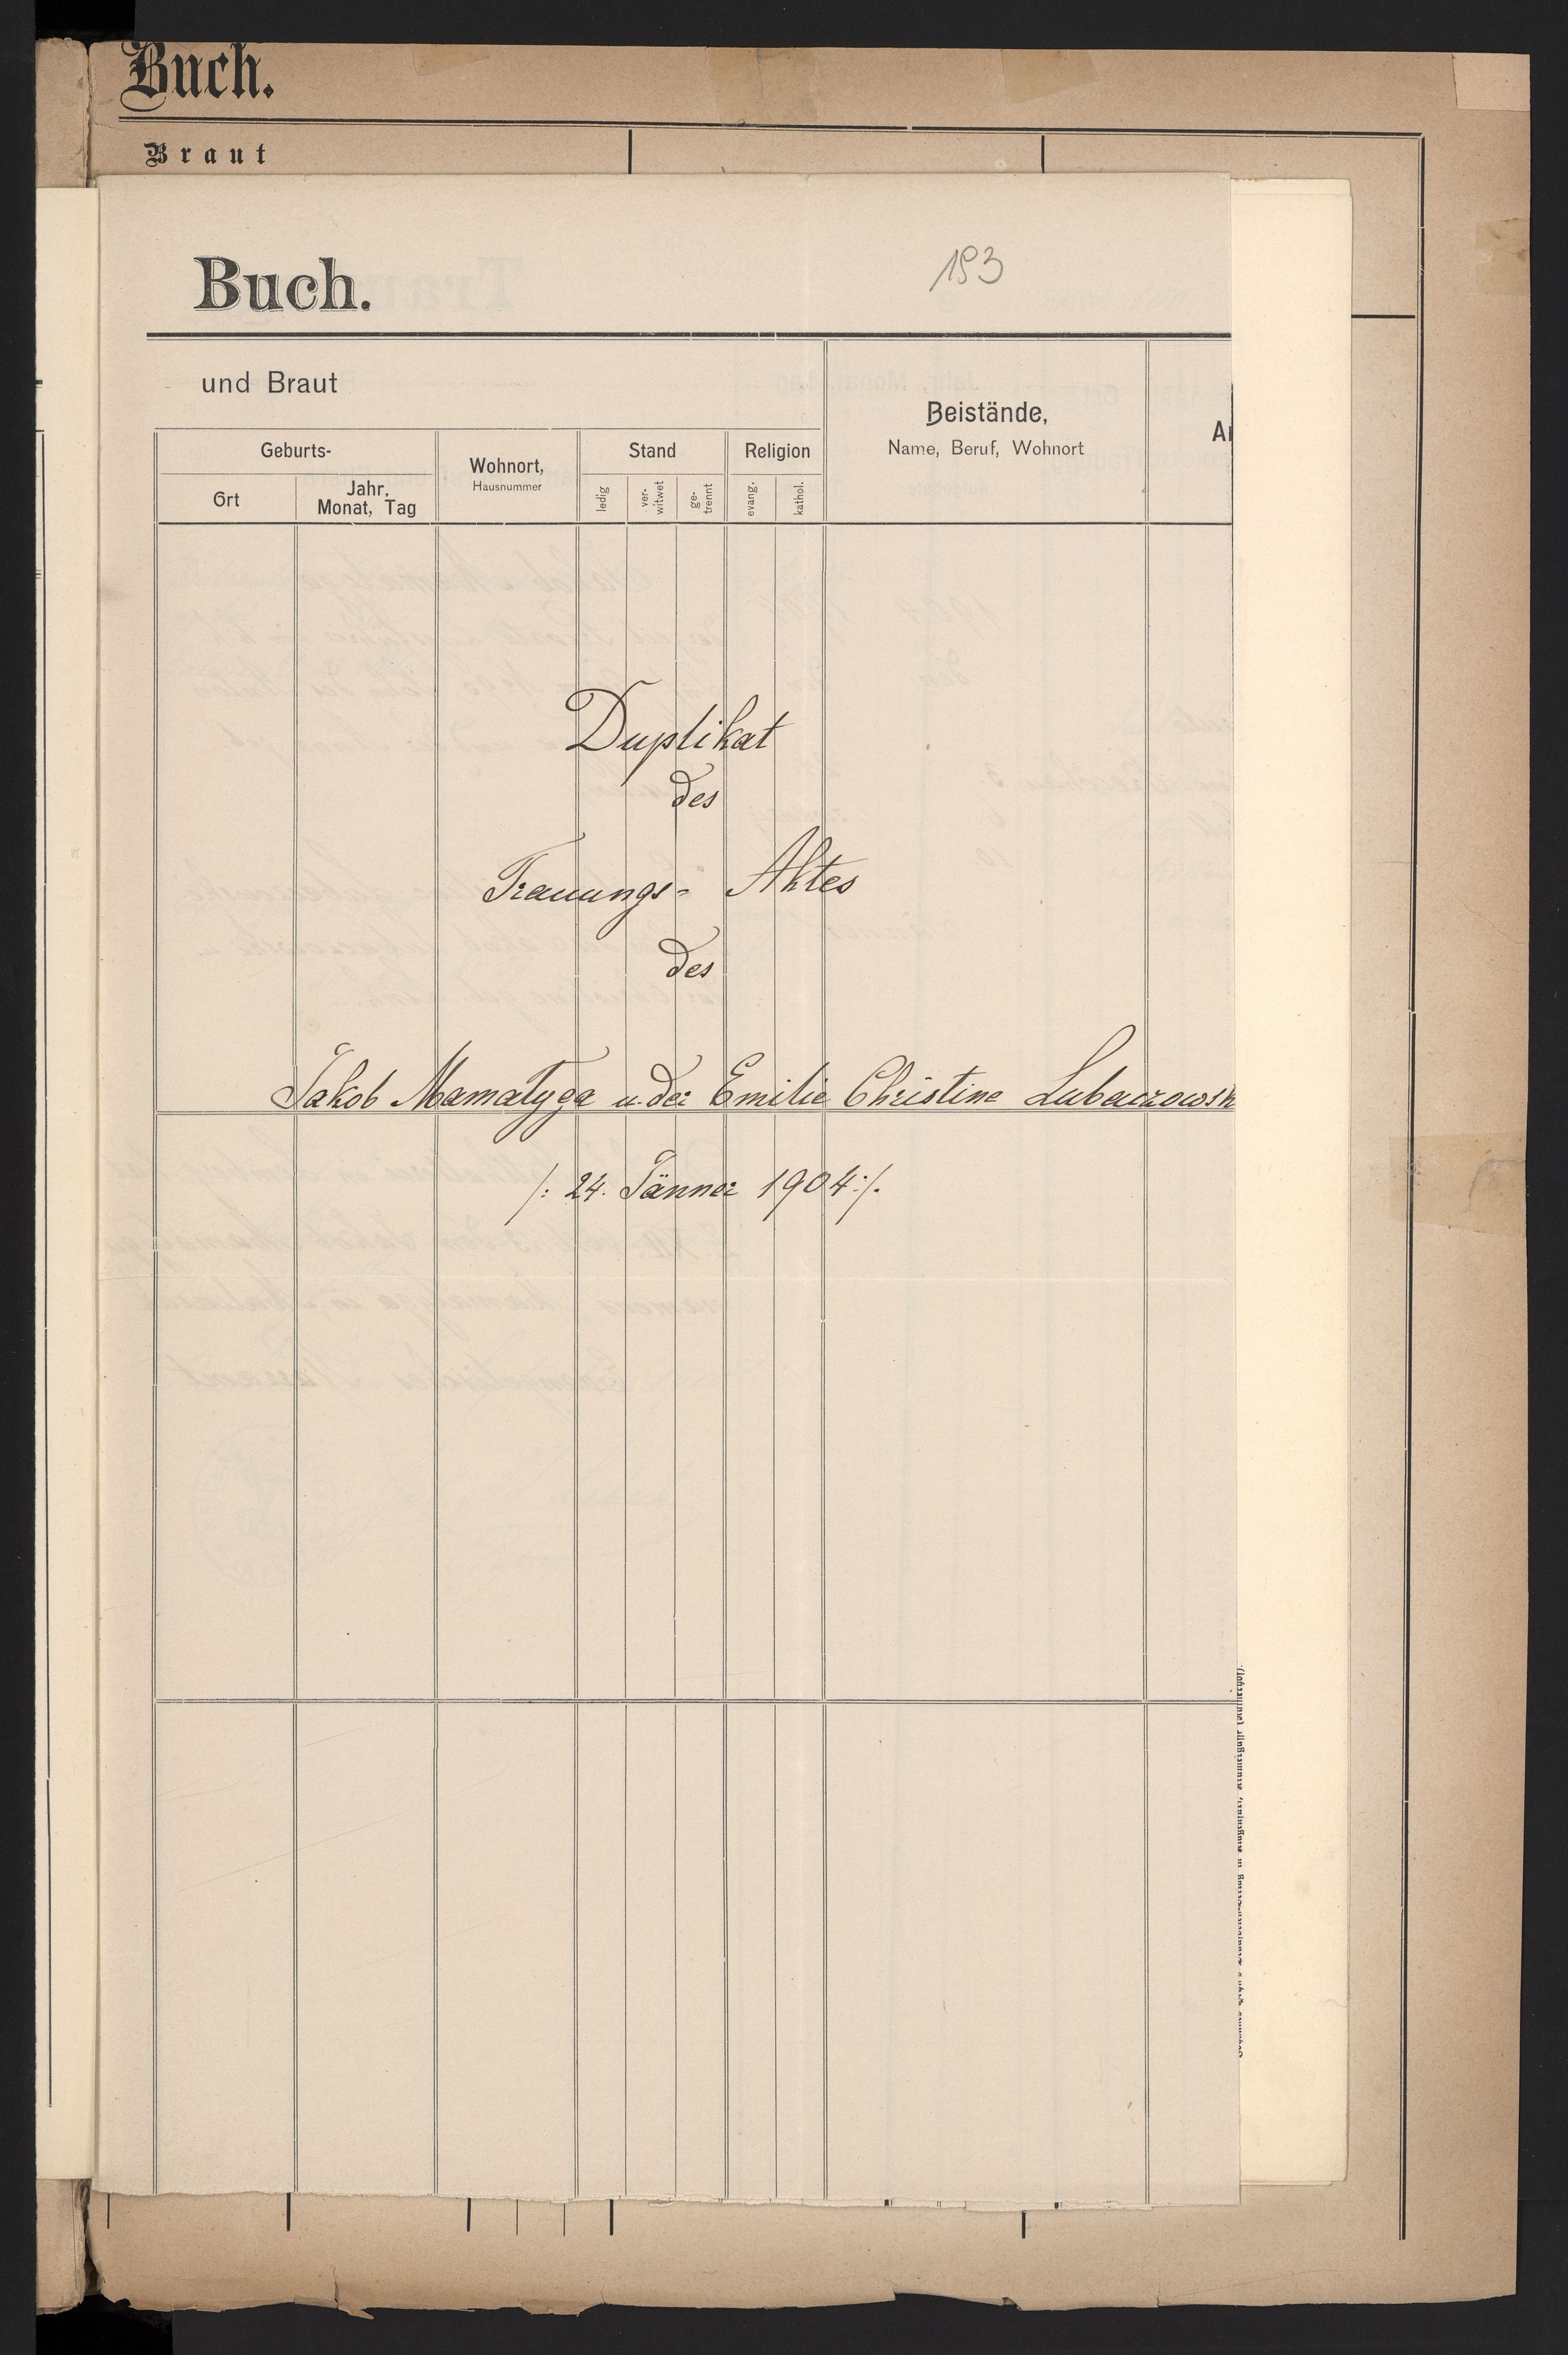 Buch.
Braut
Buch.
193
und Braut
Beistände,
Name, Beruf, Wohnort
Geburts-
Ort
Jahr,
Monat, Tag
Wohnort,
Hausnummer
Stand
ledig
ver-
witwet
ge-
trennt
Religion
evang.
kathol.
Duplikat
des
Trauungs- Aktes
des
Jakob Mamatyga u. der Emilie Christine
/: 24. Jänner 1904 :/.